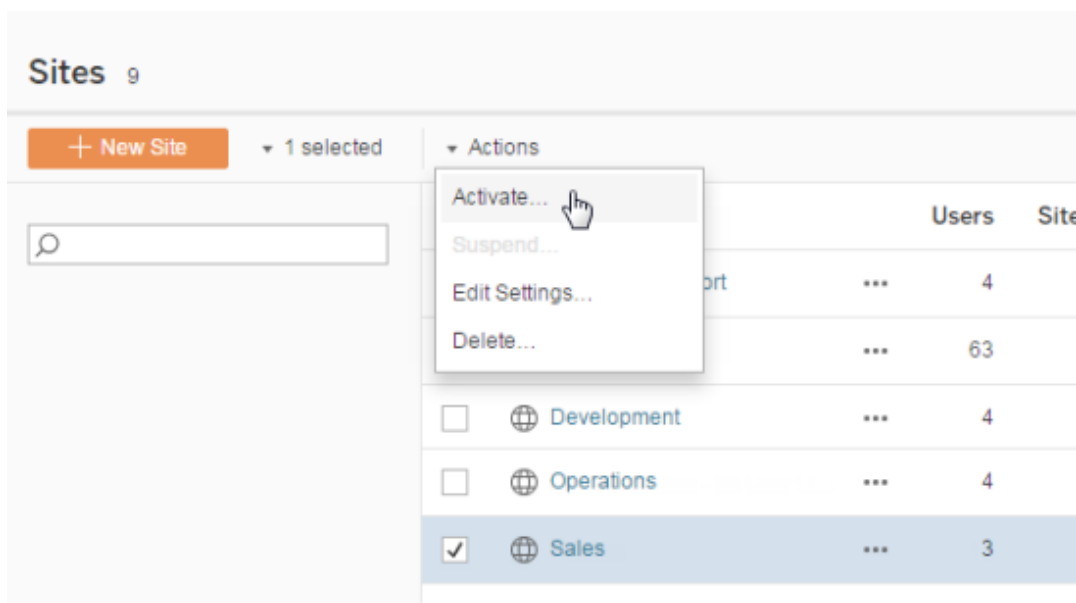 Sites 9
+ New Site 1 selected Actions
Activate...
Users Site
Suspend...
ort ... 4
Edit Settings...
Delete...
... 63
Development ... 4
Operations ... 4
Sales ... 3